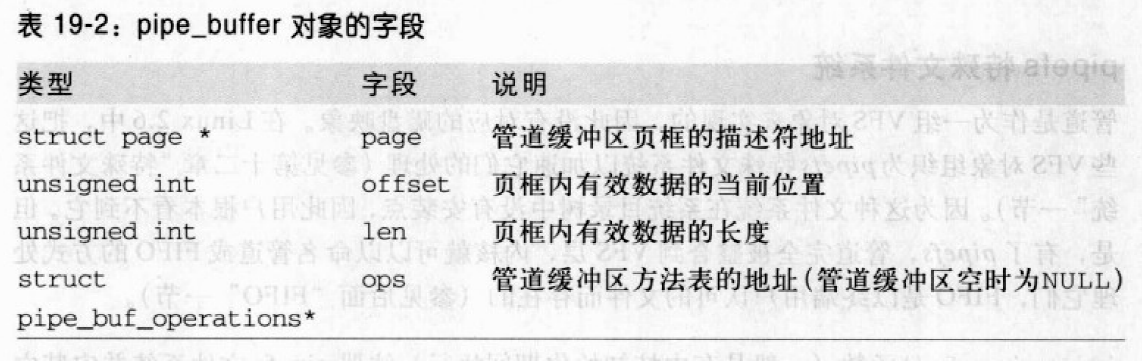 表 19-2：pipe_buffer 对象的字段
类型 字段 说明
struct page * page 管道缓冲区页框的描述符地址
unsigned int offset 页框内有效数据的当前位置
unsigned int len 页框内有效数据的长度
struct ops 管道缓冲区方法表的地址(管道缓冲区空时为NULL)
pipe_buf_operations*